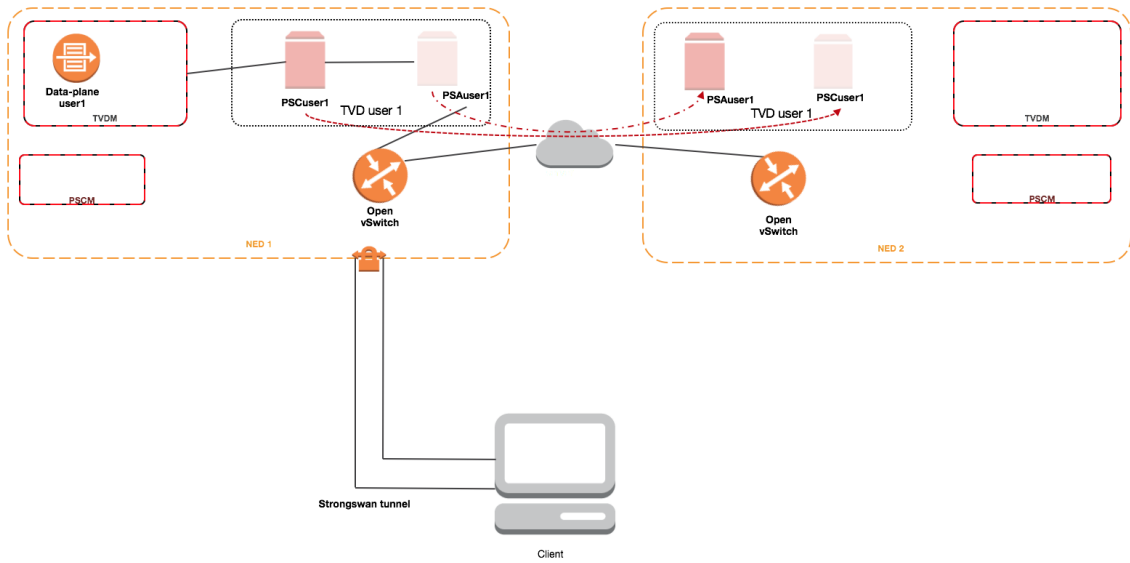 Data-plane
user1
TVDM
PSCuser1
PSAuser1
TVD user 1
PSCM
Open
vSwitch
NED 1
PSAuser1
PSCuser1
TVD user 1
TVDM
PSCM
Open
vSwitch
NED 2
Strongswan tunnel
Client